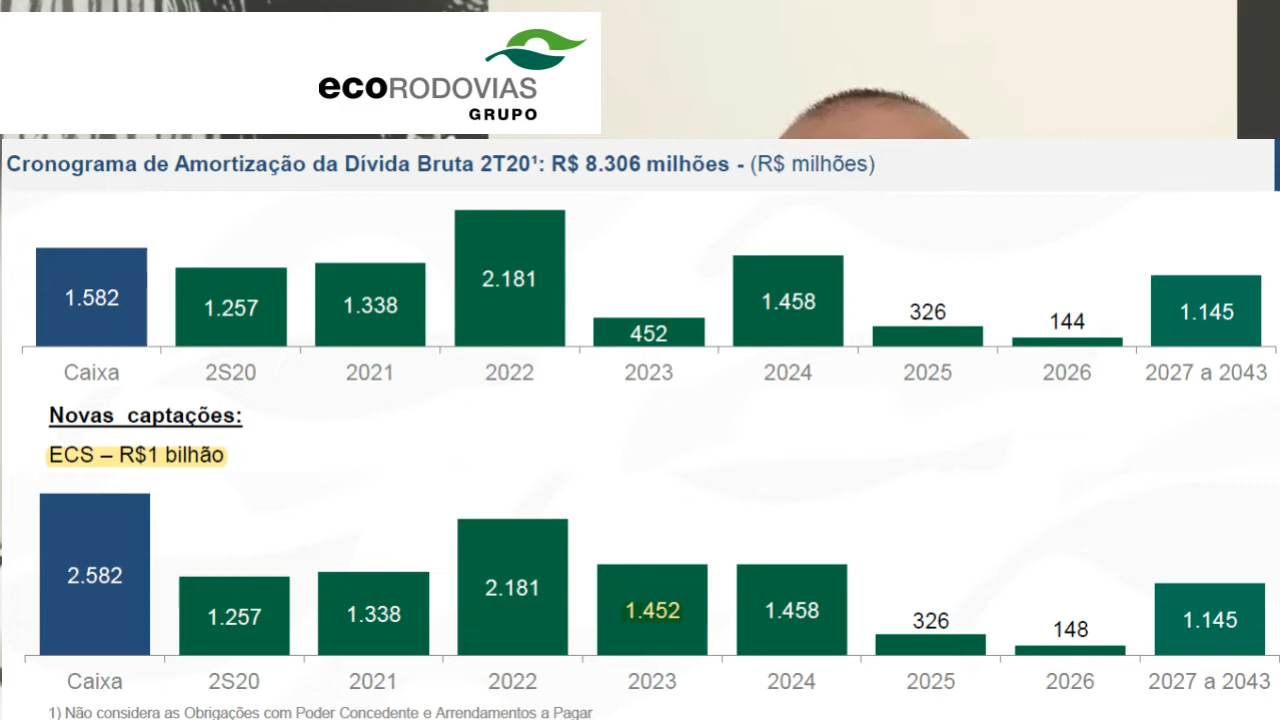 ecoRODOVIAS
GRUPO
Cronograma de Amortização da Dívida Bruta 2T20¹: R$ 8.306 milhões - (R$ milhões)
1.582 1.257 1.338 2.181 452 1.458 326 144 1.145
Caixa 2S20 2021 2022 2023 2024 2025 2026 2027 a 2043
Novas captações:
ECS – R$1 bilhão
2.582 1.257 1.338 2.181 1.452 1.458 326 148 1.145
Caixa 2S20 2021 2022 2023 2024 2025 2026 2027 a 2043
1) Não considera as Obrigações com Poder Concedente e Arrendamentos a Pagar